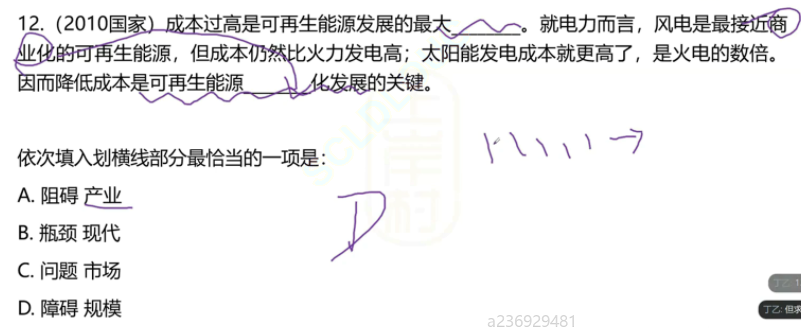 12.（2010国家）成本过高是可再生能源发展的最大______。就电力而言，风电是最接近商
业化的可再生能源，但成本仍然比火力发电高；太阳能发电成本就更高了，是火电的数倍。
因而降低成本是可再生能源______化发展的关键。
依次填入划横线部分最恰当的一项是：
A. 阻碍 产业
B. 瓶颈 现代
C. 问题 市场
D. 障碍 规模
D
丁乙: 1
丁乙: 但求
a236929481